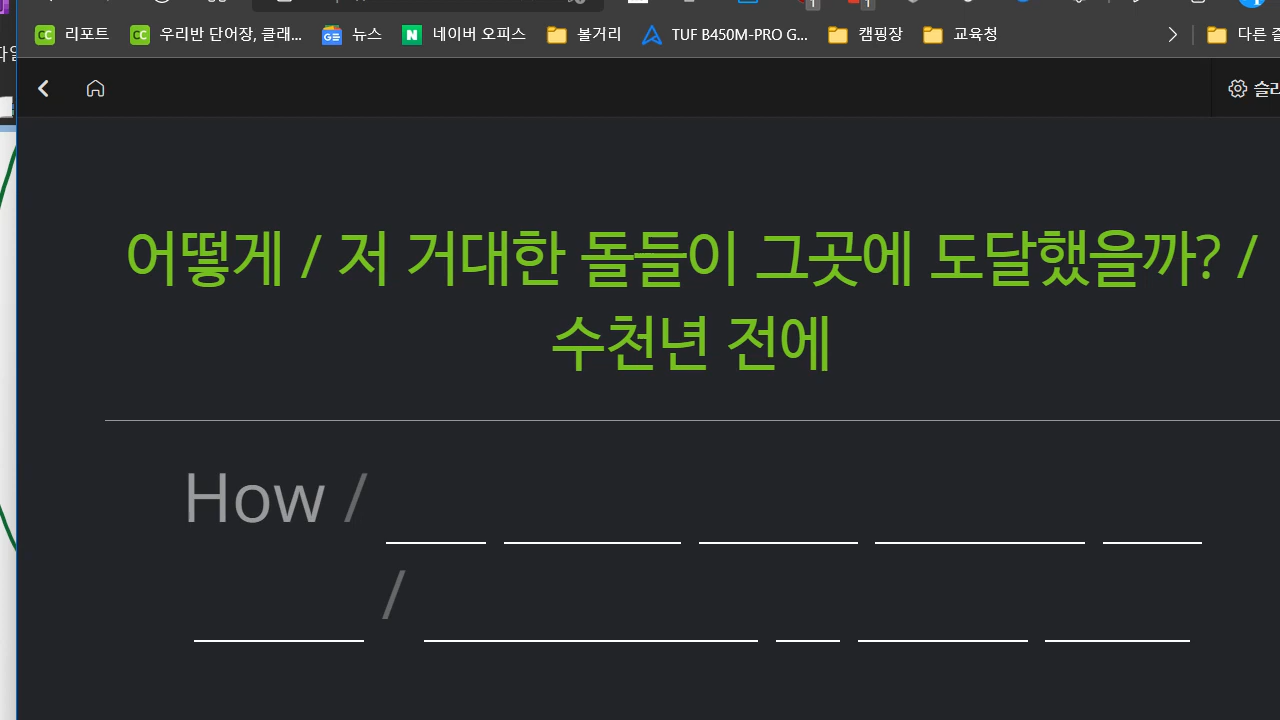 리포트 우리반 단어장, 클래... 뉴스 네이버 오피스 볼거리 TUF B450M-PRO G... 캠핑장 교육청 다른
어떻게 / 저 거대한 돌들이 그곳에 도달했을까? /
수천년 전에
How /
/